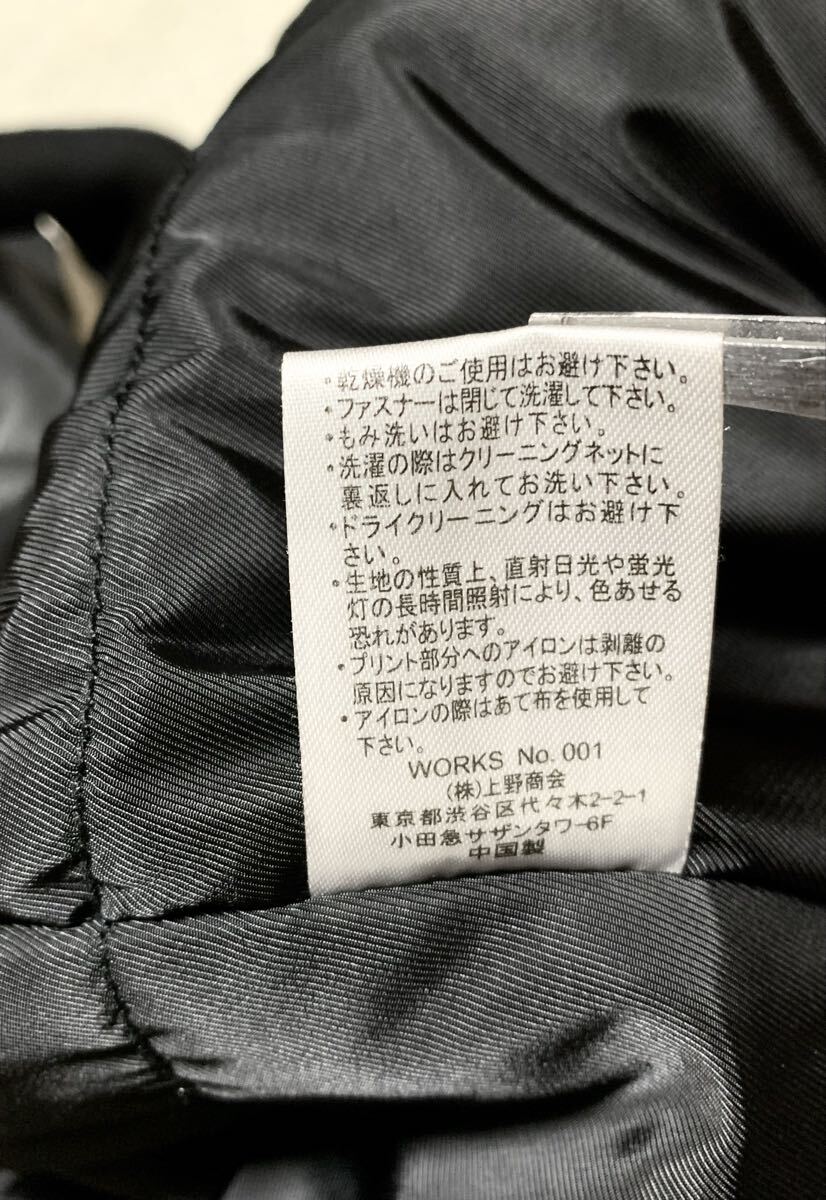 ・乾燥機のご使用はお避け下さい。
・ファスナーは閉じて洗濯して下さい。
・もみ洗いはお避け下さい。
・洗濯の際はクリーニングネットに
裏返しに入れてお洗い下さい。
・ドライクリーニングはお避け下
さい。
・生地の性質上、直射日光や蛍光
灯の長時間照射により、色あせる
恐れがあります。
・プリント部分へのアイロンは剥離の
原因になりますのでお避け下さい。
・アイロンの際はあて布を使用して
下さい。
WORKS No. 001
(株)上野商会
東京都渋谷区代々木2-2-1
小田急サザンタワー6F
中国製